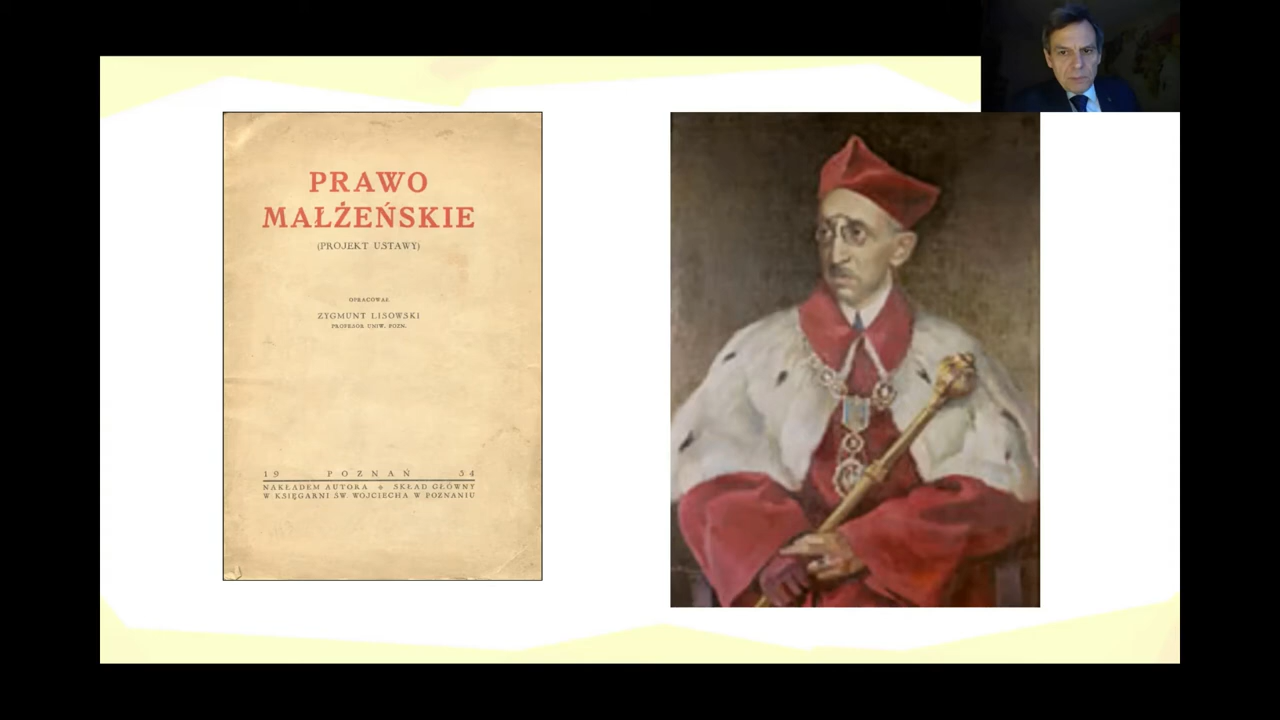 PRAWO
MAŁŻEŃSKIE
(PROJEKT USTAWY)
OPRACOWAŁ
ZYGMUNT LISOWSKI
PROFESOR UNIW. POZN.
19 POZNAŃ 34
NAKŁADEM AUTORA + SKŁAD GŁÓWNY
W KSIĘGARNI ŚW. WOJCIECHA W POZNANIU